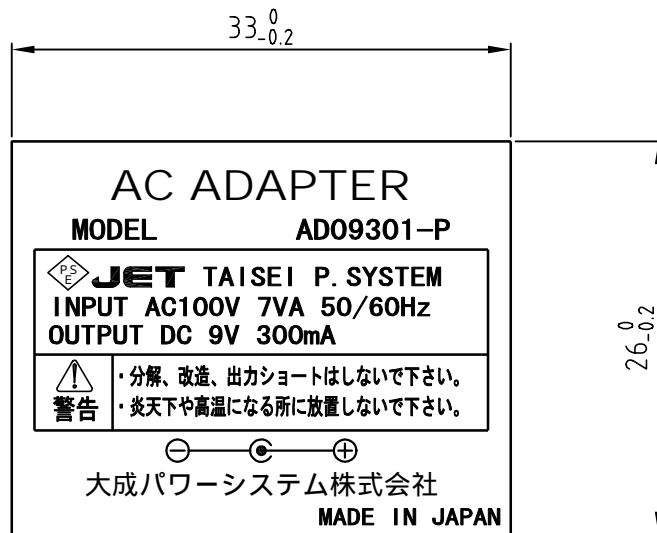 33 0 -0.2
AC ADAPTER
MODEL AD09301-P
PSE JET TAISEI P.SYSTEM
INPUT AC100V 7VA 50/60Hz
OUTPUT DC 9V 300mA
警告
・分解、改造、出力ショートはしないで下さい。
・炎天下や高温になる所に放置しないで下さい。
大成パワーシステム株式会社
MADE IN JAPAN
26 0 -0.2